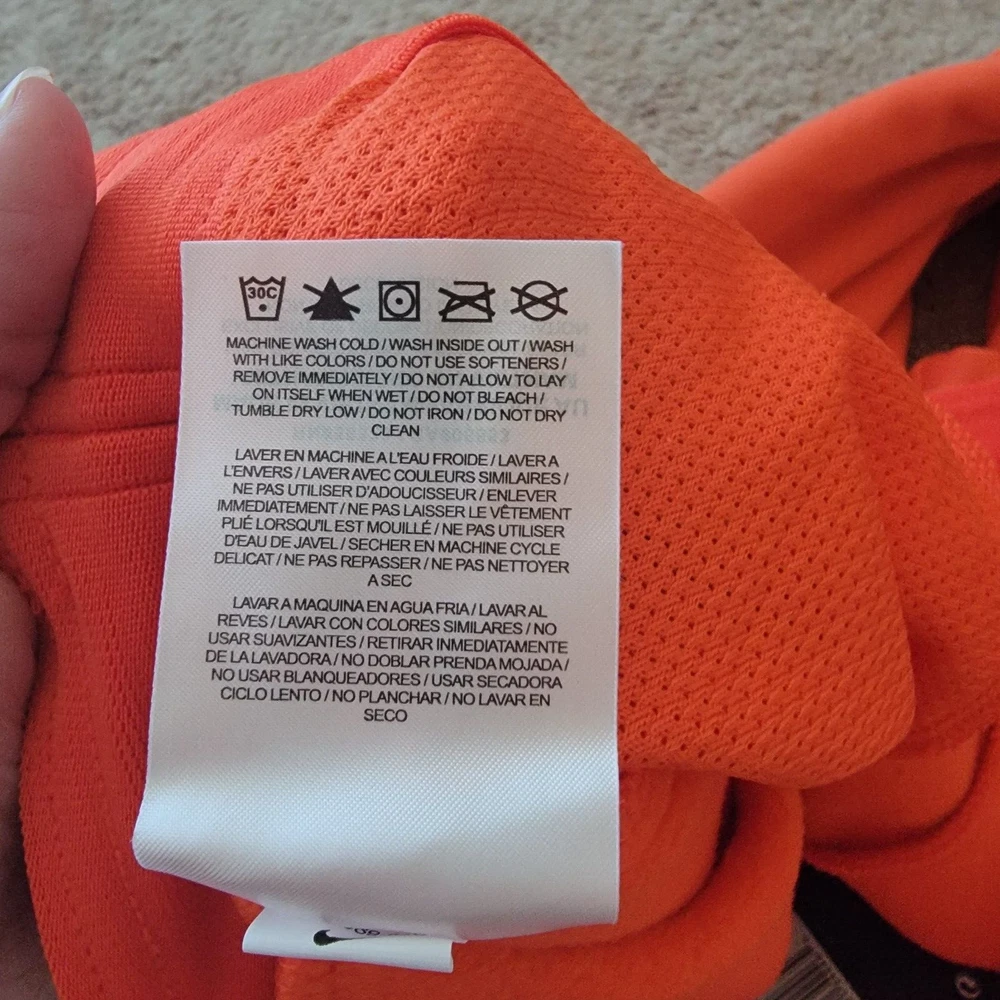 30C
MACHINE WASH COLD / WASH INSIDE OUT / WASH
WITH LIKE COLORS / DO NOT USE SOFTENERS /
REMOVE IMMEDIATELY / DO NOT ALLOW TO LAY
ON ITSELF WHEN WET / DO NOT BLEACH /
TUMBLE DRY LOW / DO NOT IRON / DO NOT DRY
CLEAN
LAVER EN MACHINE A L'EAU FROIDE / LAVER A
L'ENVERS / LAVER AVEC COULEURS SIMILAIRES /
NE PAS UTILISER D'ADOUCISSEUR / ENLEVER
IMMEDIATEMENT / NE PAS LAISSER LE VÊTEMENT
PLIÉ LORSQU'IL EST MOUILLÉ / NE PAS UTILISER
D'EAU DE JAVEL / SECHER EN MACHINE CYCLE
DELICAT / NE PAS REPASSER / NE PAS NETTOYER
A SEC
LAVAR A MAQUINA EN AGUA FRIA / LAVAR AL
REVES / LAVAR CON COLORES SIMILARES / NO
USAR SUAVIZANTES / RETIRAR INMEDIATAMENTE
DE LA LAVADORA / NO DOBLAR PRENDA MOJADA /
NO USAR BLANQUEADORES / USAR SECADORA
CICLO LENTO / NO PLANCHAR / NO LAVAR EN
SECO